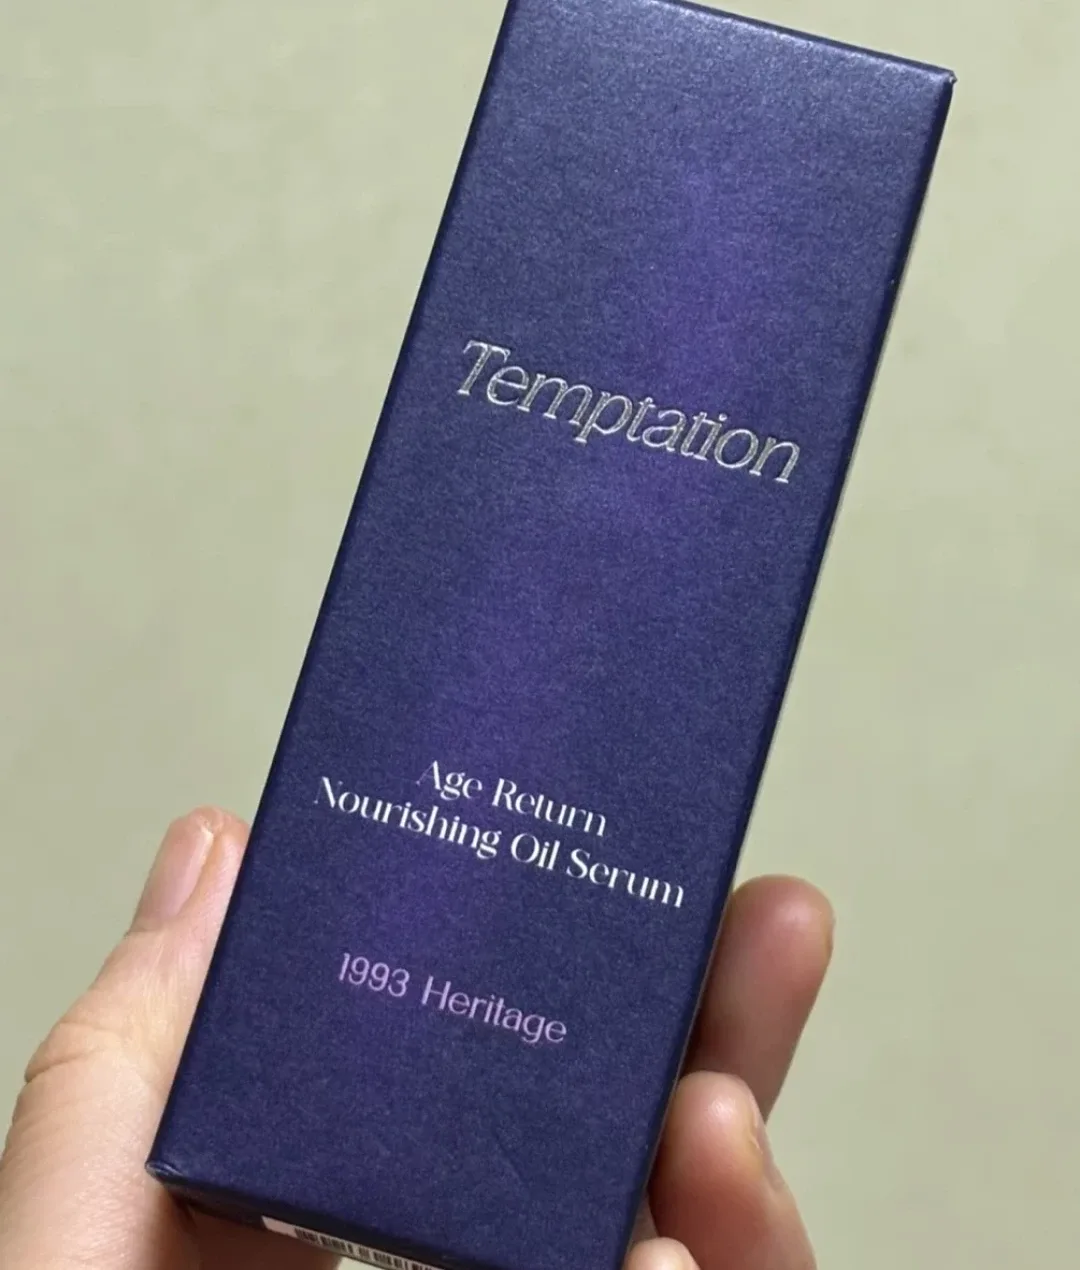 Temptation
Age Return
Nourishing Oil Serum
1993 Heritage